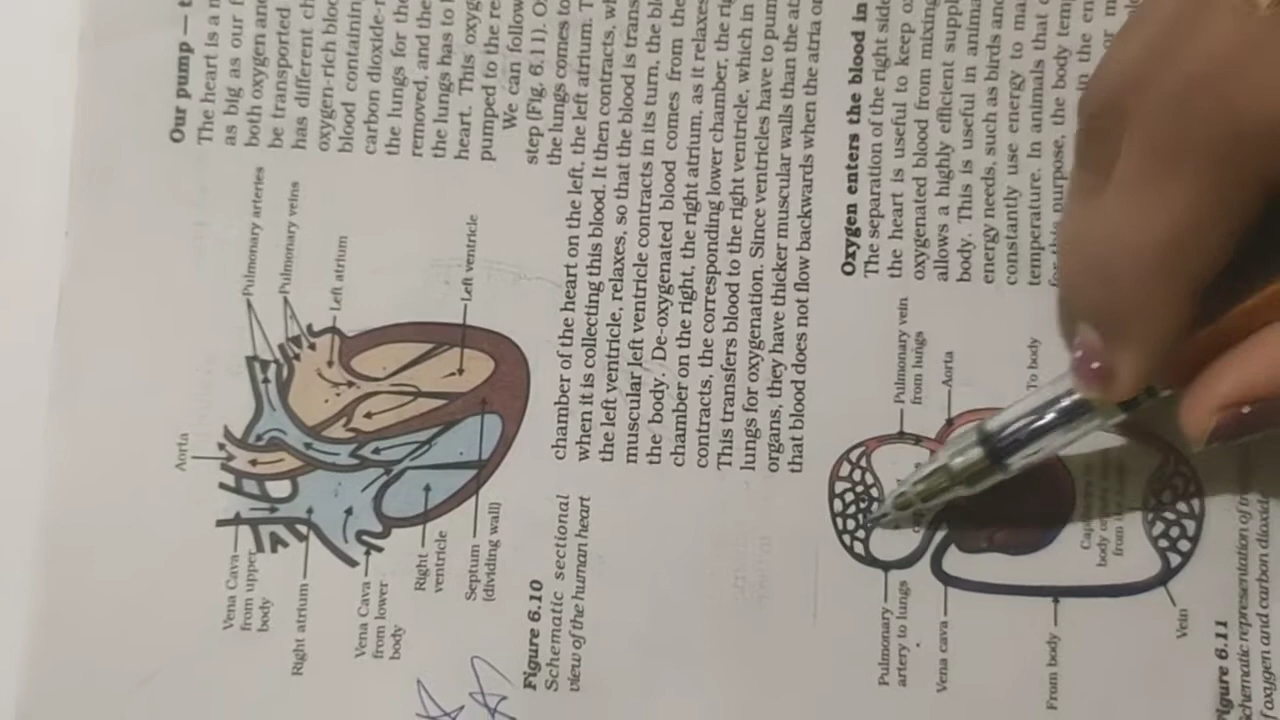 Our pump — t
The heart is a m
as big as our f
both oxygen an
be transported
has different ch
oxygen-rich bloo
blood containin
carbon dioxide-r
the lungs for the
removed, and the
the lungs has to
heart. This oxyg
pumped to the re
We can follow
step (Fig. 6.11). O
the lungs comes to
chamber of the heart on the left, the left atrium. T
when it is collecting this blood. It then contracts, wh
the left ventricle, relaxes, so that the blood is trans
muscular left ventricle contracts in its turn, the bl
the body. De-oxygenated blood comes from the
chamber on the right, the right atrium, as it relaxes
contracts, the corresponding lower chamber, the rig
This transfers blood to the right ventricle, which in
lungs for oxygenation. Since ventricles have to pum
organs, they have thicker muscular walls than the at
that blood does not flow backwards when the atria or
Aorta
Pulmonary arteries
Pulmonary veins
Left atrium
Left ventricle
Vena Cava
from upper
body
Right atrium
Vena Cava
from lower
body
Right
ventricle
Septum
(dividing wall)
Figure 6.10
Schematic sectional
view of the human heart
Oxygen enters the blood in
The separation of the right side
the heart is useful to keep o
oxygenated blood from mixing
allows a highly efficient suppl
body. This is useful in anima
energy needs, such as birds and
constantly use energy to ma
temperature. In animals that
for this purpose, the body tem
in the en
Pulmonary vein
from lungs
Aorta
To body
Pulmonary
artery to lungs
Vena cava
From body
Vein
body
from
igure 6.11
chematic representation of
f oxygen and carbon dioxide